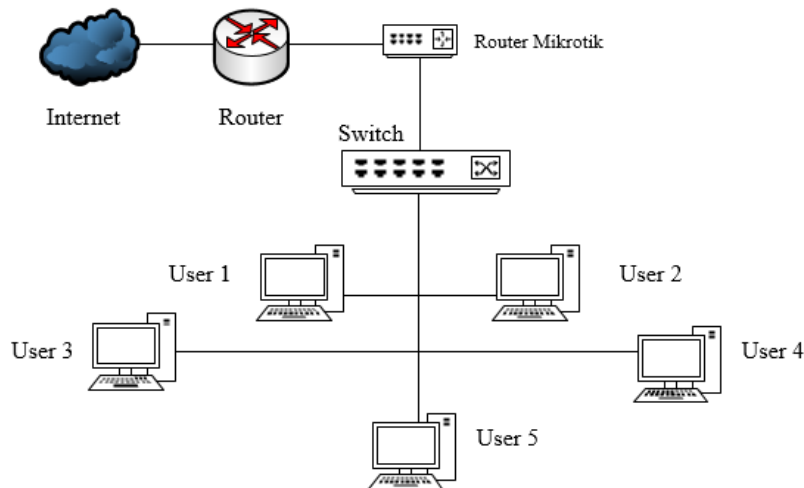 Router Mikrotik
Internet
Router
Switch
User 1
User 2
User 3
User 4
User 5